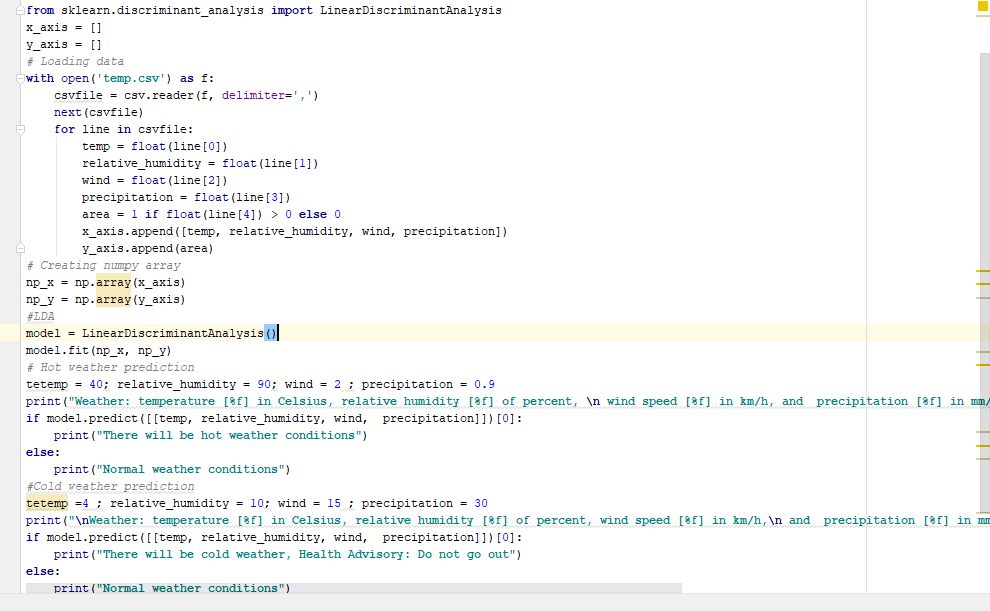 from sklearn.discriminant_analysis import LinearDiscriminantAnalysis
x_axis = []
y_axis = []
# Loading data
with open('temp.csv') as f:
    csvfile = csv.reader(f, delimiter=',')
    next(csvfile)
    for line in csvfile:
        temp = float(line[0])
        relative_humidity = float(line[1])
        wind = float(line[2])
        precipitation = float(line[3])
        area = 1 if float(line[4]) > 0 else 0
        x_axis.append([temp, relative_humidity, wind, precipitation])
        y_axis.append(area)
# Creating numpy array
np_x = np.array(x_axis)
np_y = np.array(y_axis)
#LDA
model = LinearDiscriminantAnalysis()
model.fit(np_x, np_y)
# Hot weather prediction
tetemp = 40; relative_humidity = 90; wind = 2 ; precipitation = 0.9
print("Weather: temperature [%f] in Celsius, relative humidity [%f] of percent, \n wind speed [%f] in km/h, and  precipitation [%f] in mm/
if model.predict([[temp, relative_humidity, wind,  precipitation]])[0]:
    print("There will be hot weather conditions")
else:
    print("Normal weather conditions")
#Cold weather prediction
tetemp =4 ; relative_humidity = 10; wind = 15 ; precipitation = 30
print("\nWeather: temperature [%f] in Celsius, relative humidity [%f] of percent, wind speed [%f] in km/h,\n and  precipitation [%f] in mm
if model.predict([[temp, relative_humidity, wind,  precipitation]])[0]:
    print("There will be cold weather, Health Advisory: Do not go out")
else:
    print("Normal weather conditions")